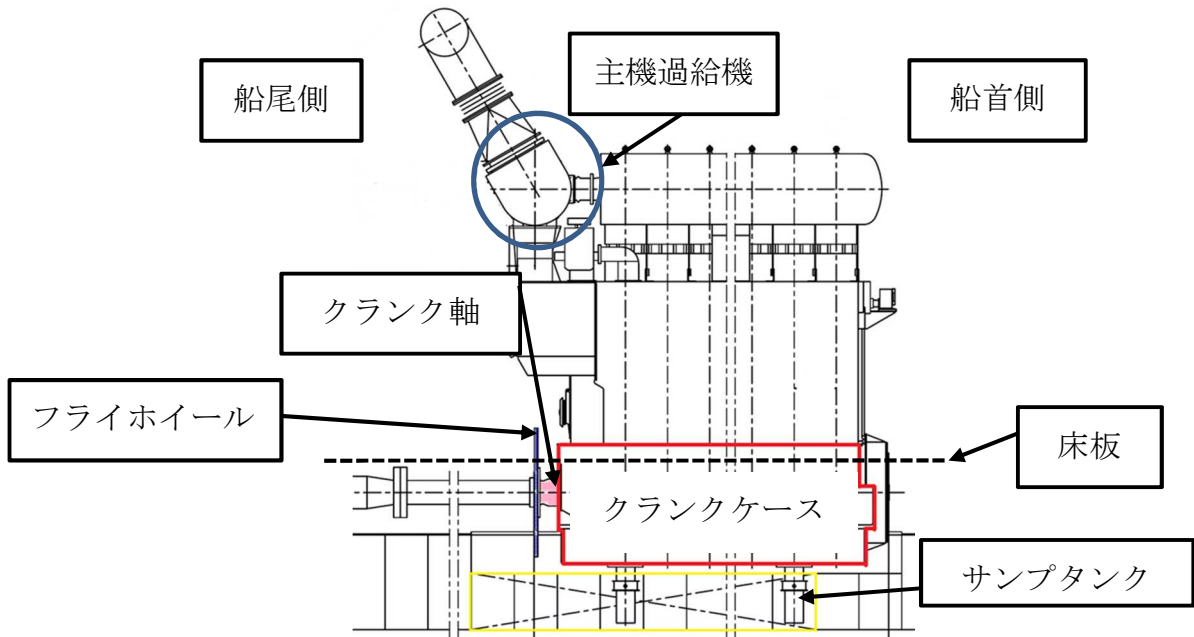 船尾側
主機過給機
船首側
クランク軸
フライホイール
床板
クランクケース
サンプタンク